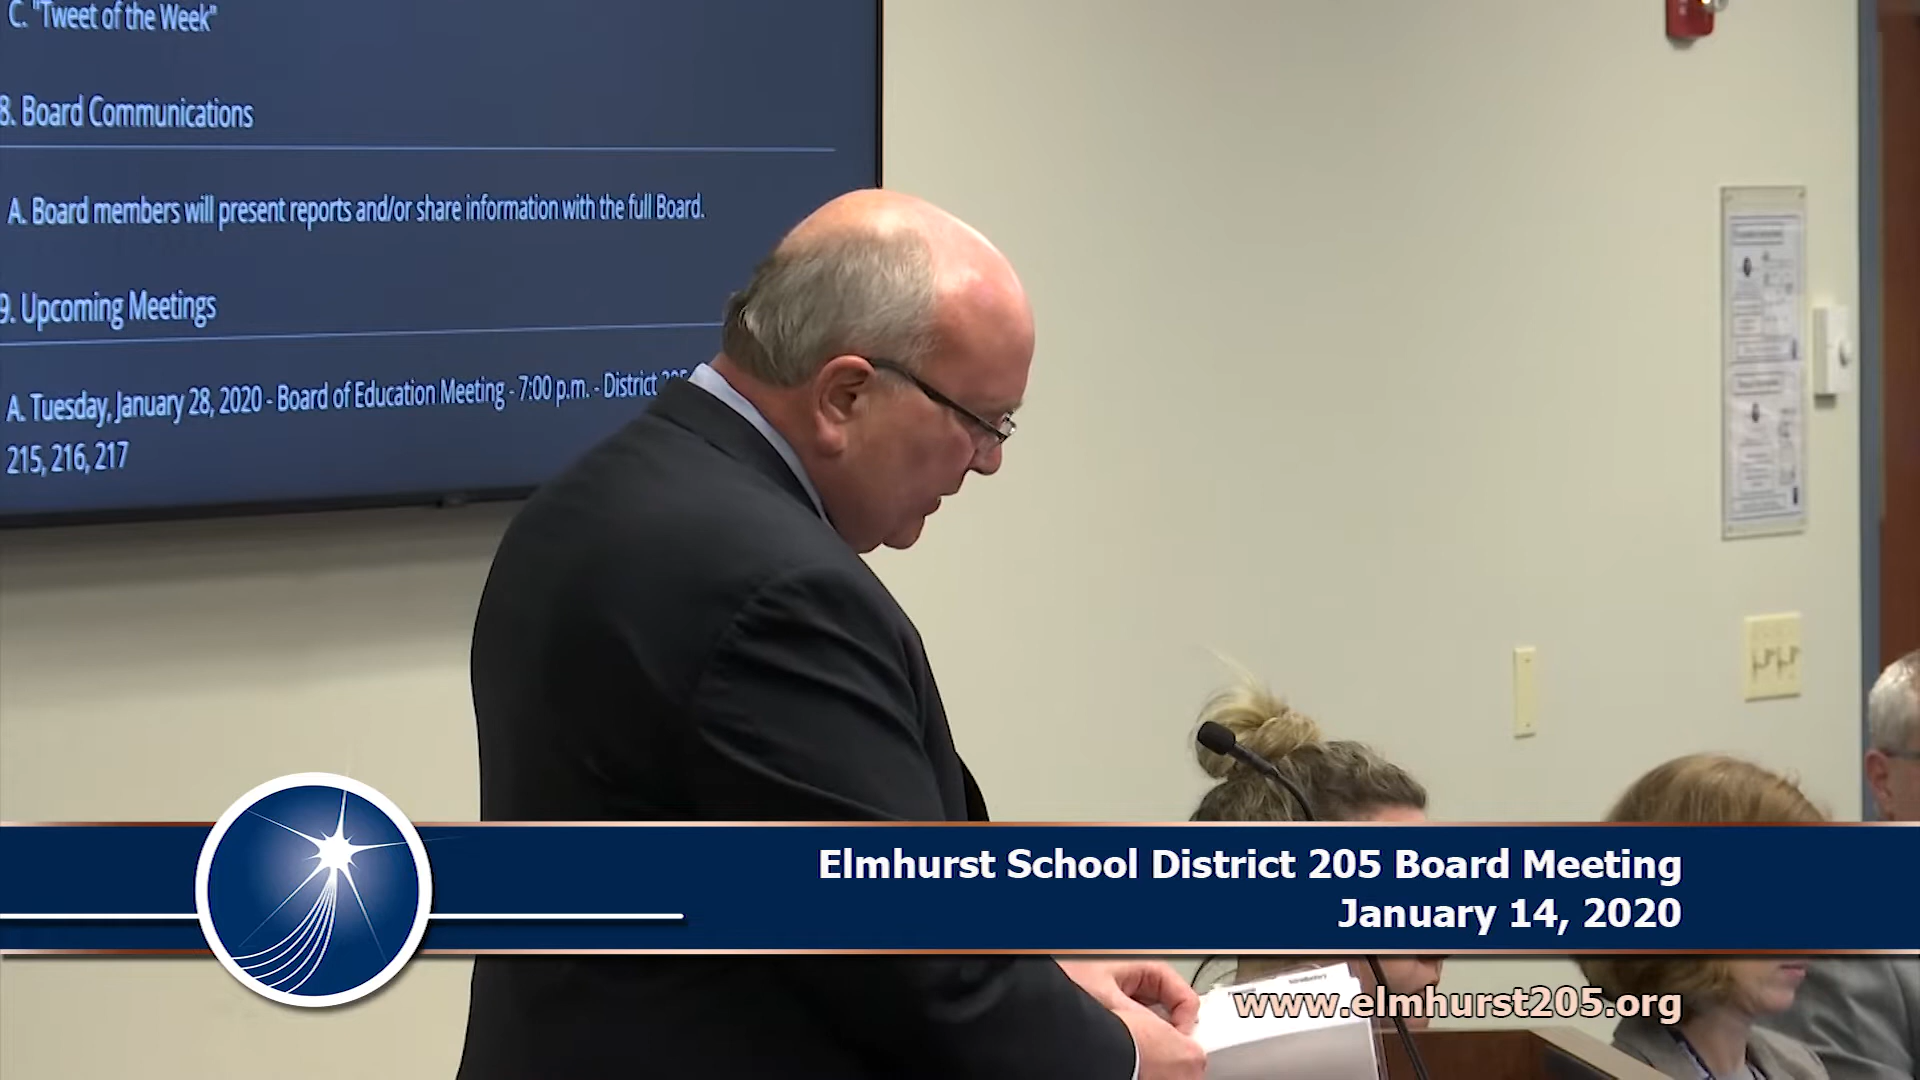 C. "Tweet of the Week"
8. Board Communications
A. Board members will present reports and/or share information with the full Board.
9. Upcoming Meetings
A. Tuesday, January 28, 2020 - Board of Education Meeting - 7:00 p.m. - District 205
215, 216, 217
Elmhurst School District 205 Board Meeting
January 14, 2020
www.elmhurst205.org